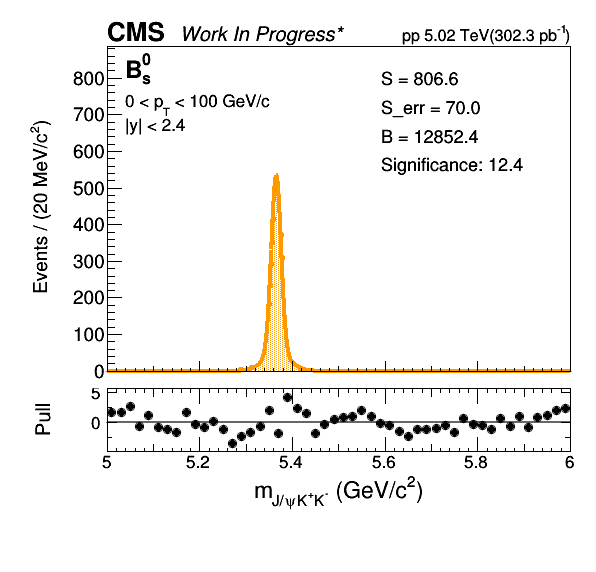 CMS Work In Progress* pp 5.02 TeV(302.3 pb⁻¹)
B⁰ₛ
0 < p_T < 100 GeV/c
|y| < 2.4
S = 806.6
S_err = 70.0
B = 12852.4
Significance: 12.4
Events / (20 MeV/c²)
800
700
600
500
400
300
200
100
0
Pull
5
0
5 5.2 5.4 5.6 5.8 6
m_J/ψK⁺K⁻ (GeV/c²)